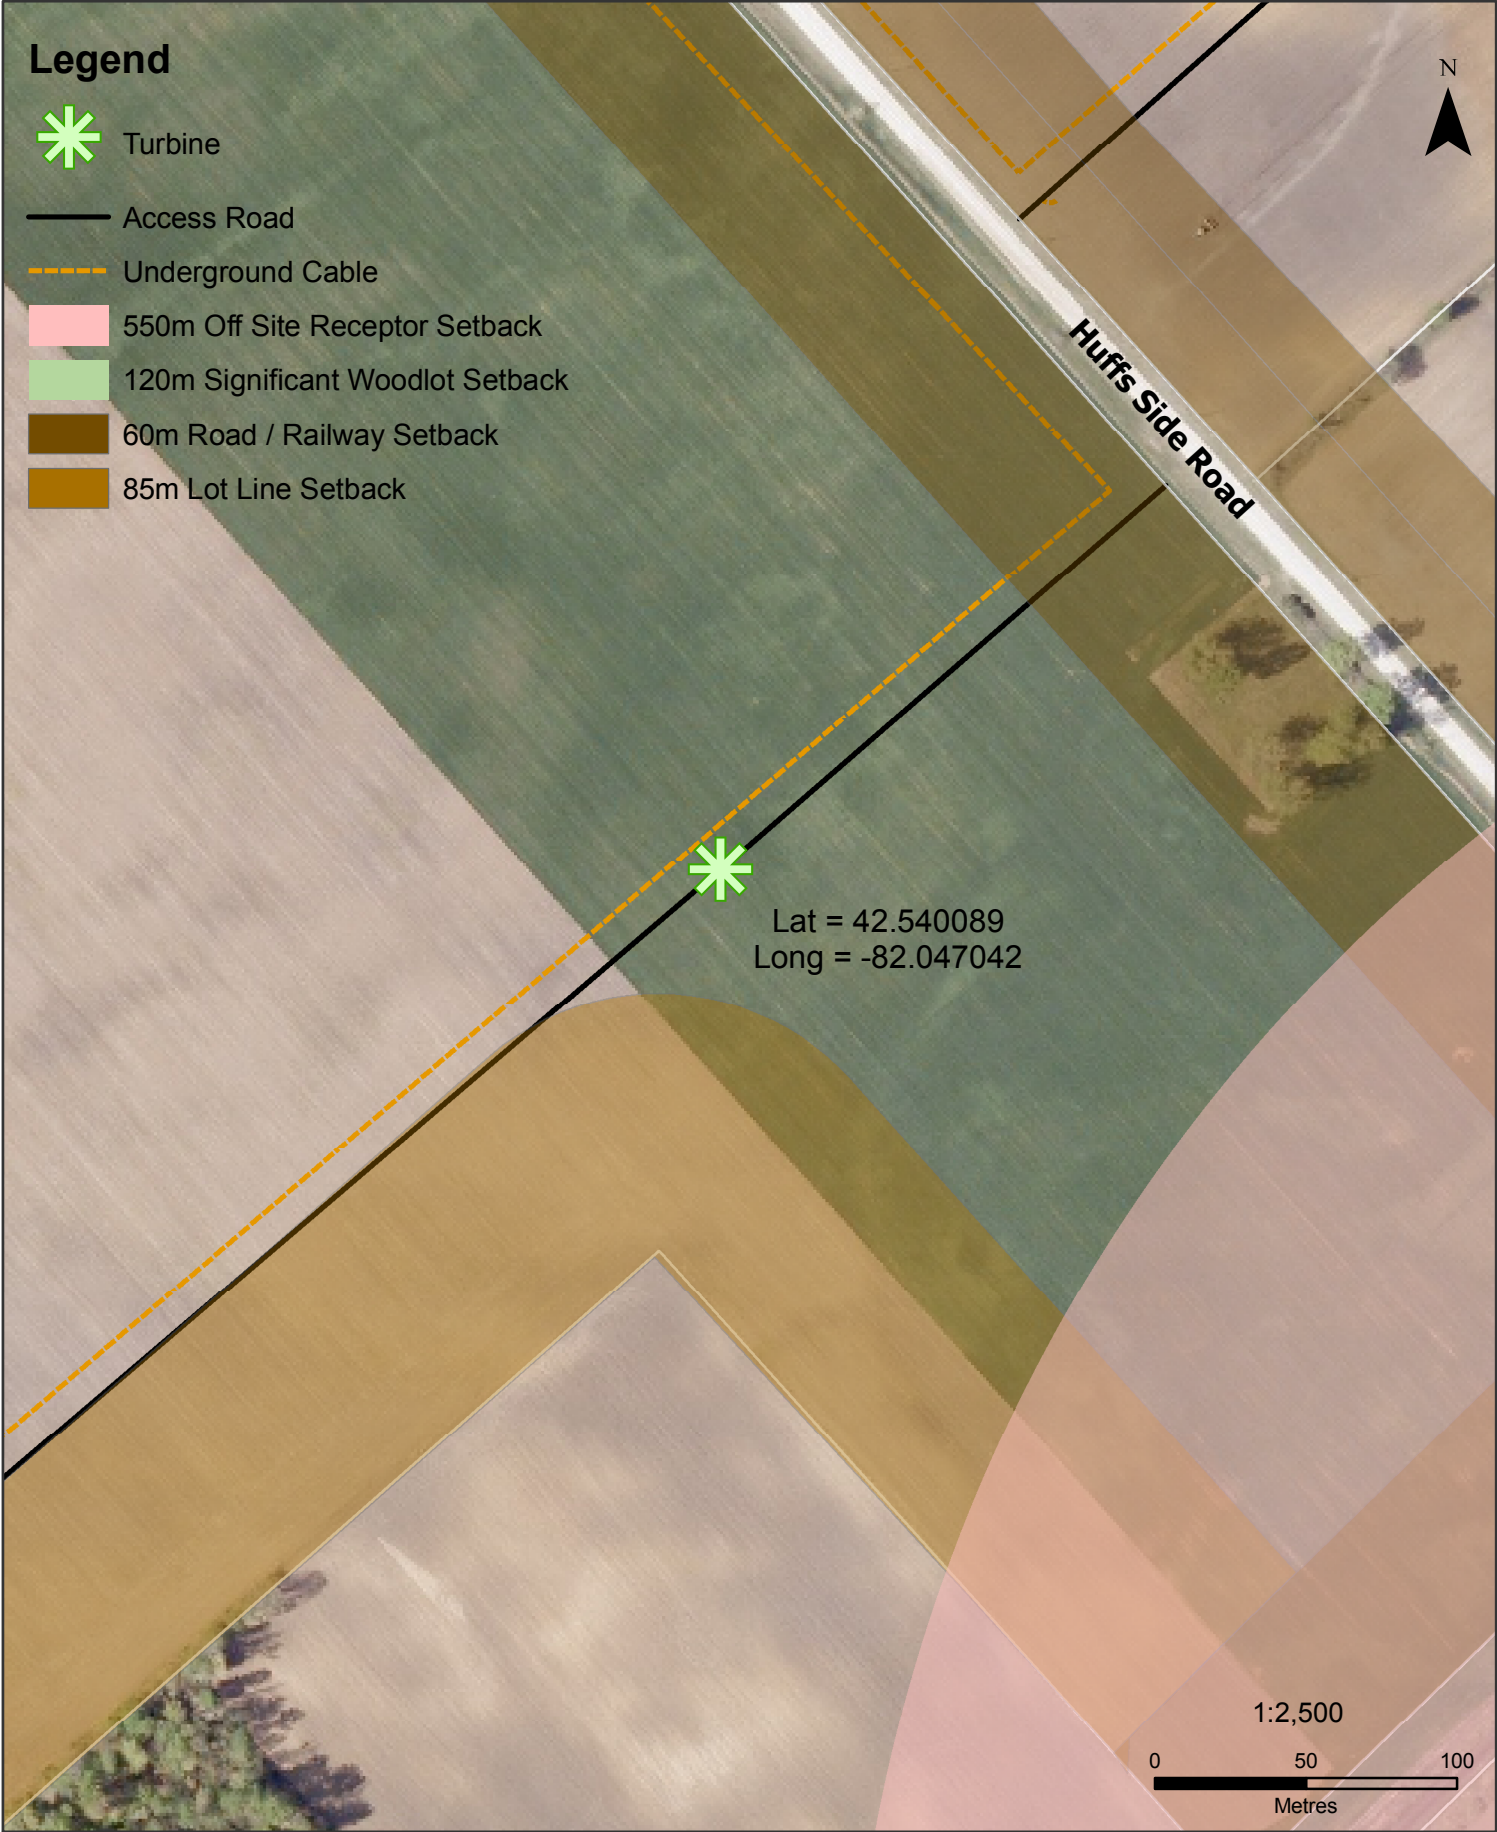 Legend
Turbine
Access Road
Underground Cable
550m Off Site Receptor Setback
120m Significant Woodlot Setback
60m Road / Railway Setback
85m Lot Line Setback
N
Huffs Side Road
Lat = 42.540089
Long = -82.047042
1:2,500
0 50 100
Metres